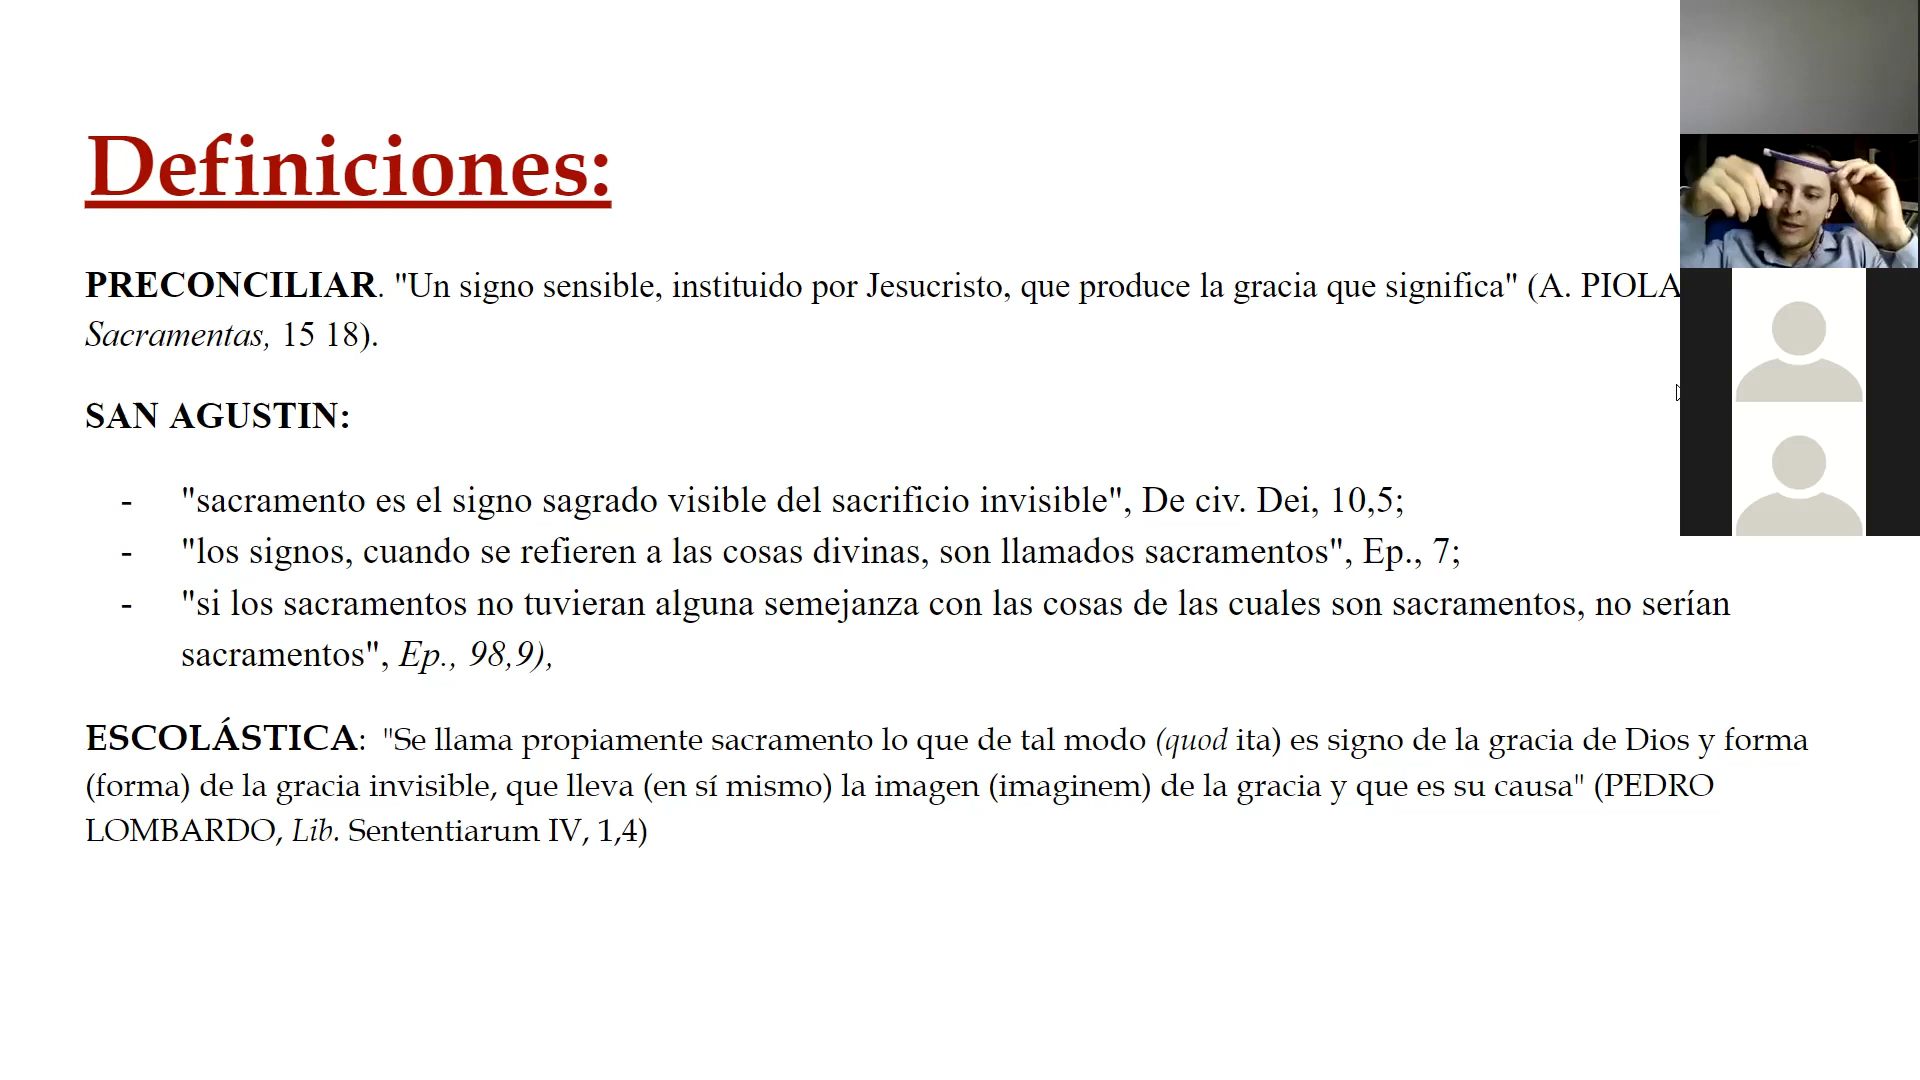 Definiciones:
PRECONCILIAR. "Un signo sensible, instituido por Jesucristo, que produce la gracia que significa" (A. PIOLA
Sacramentas, 15 18).
SAN AGUSTIN:
- "sacramento es el signo sagrado visible del sacrificio invisible", De civ. Dei, 10,5;
- "los signos, cuando se refieren a las cosas divinas, son llamados sacramentos", Ep., 7;
- "si los sacramentos no tuvieran alguna semejanza con las cosas de las cuales son sacramentos, no serían
sacramentos", Ep., 98,9),
ESCOLÁSTICA: "Se llama propiamente sacramento lo que de tal modo (quod ita) es signo de la gracia de Dios y forma
(forma) de la gracia invisible, que lleva (en sí mismo) la imagen (imaginem) de la gracia y que es su causa" (PEDRO
LOMBARDO, Lib. Sententiarum IV, 1,4)